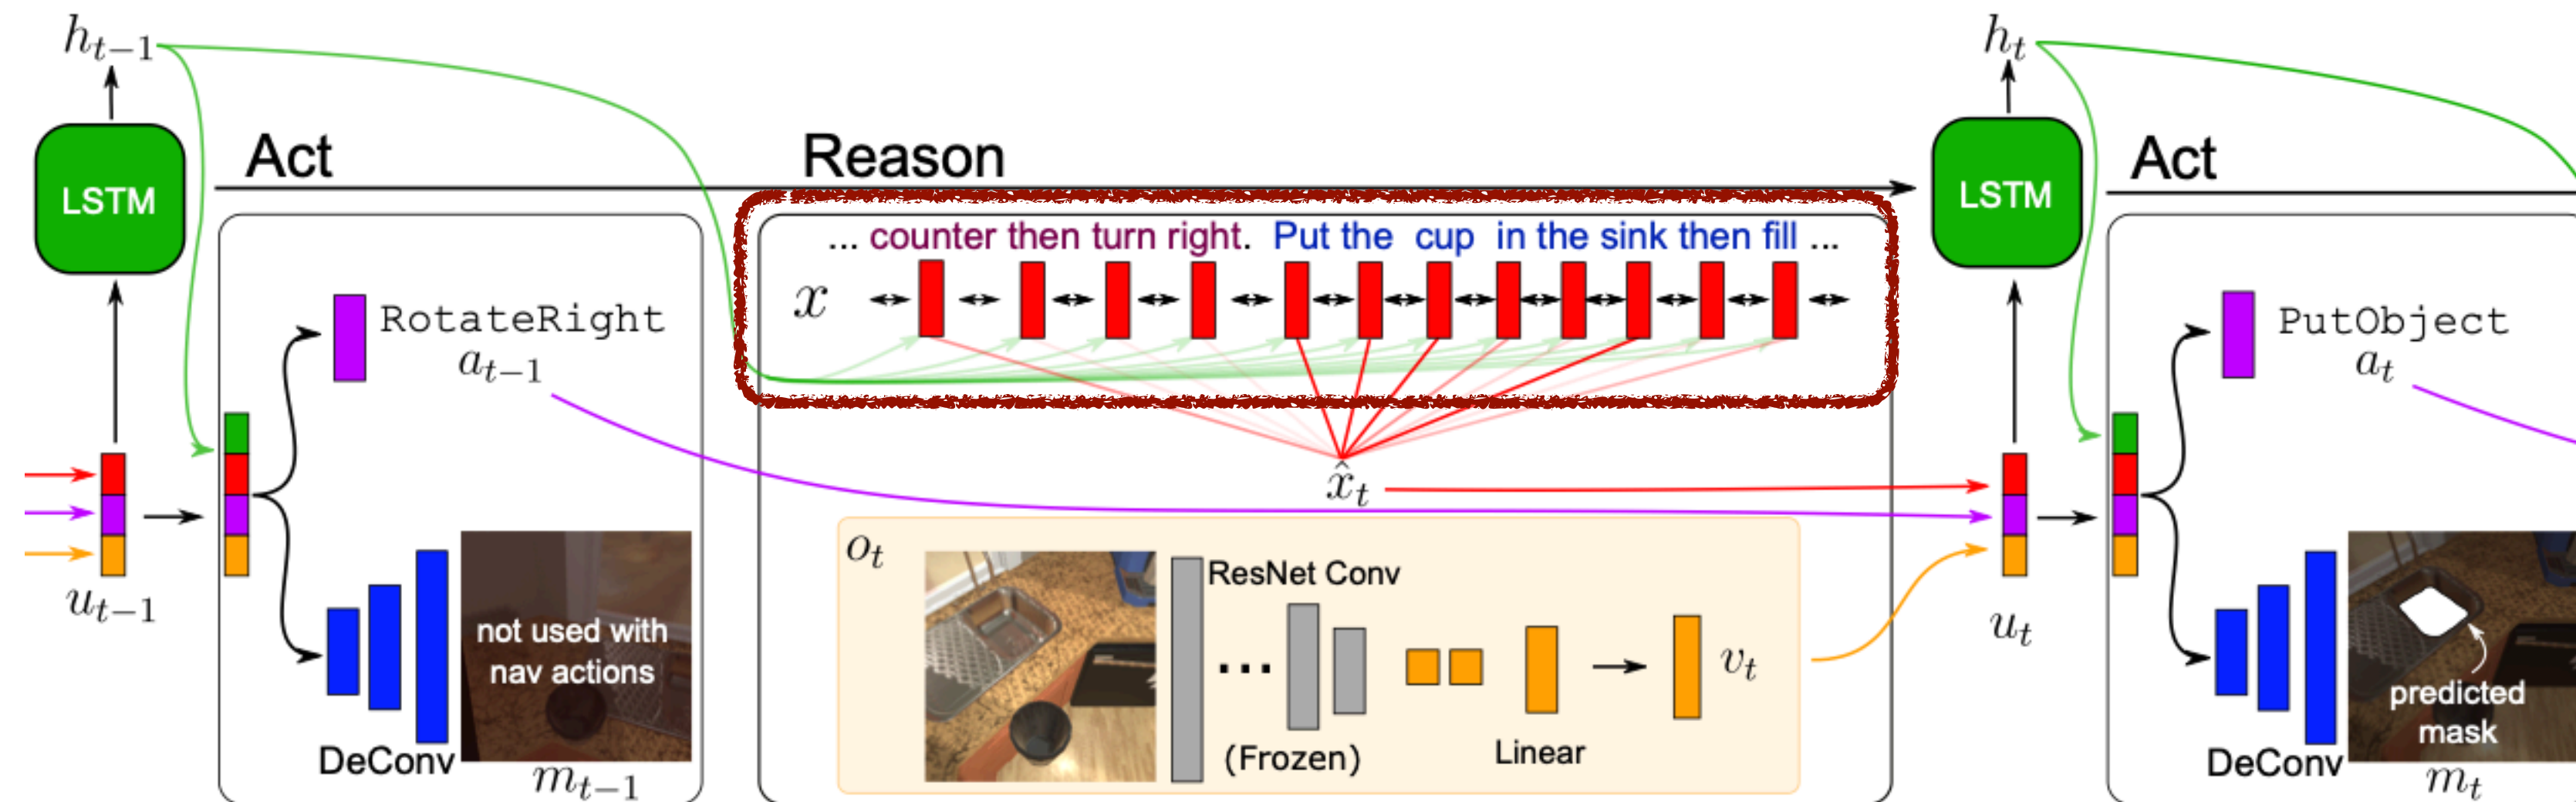 h_{t-1}
LSTM
Act
RotateRight
a_{t-1}
u_{t-1}
not used with
nav actions
DeConv
m_{t-1}
Reason
... counter then turn right. Put the cup in the sink then fill ...
x
x̂_t
o_t
ResNet Conv
...
(Frozen)
Linear
v_t
h_t
LSTM
Act
PutObject
a_t
u_t
predicted
mask
DeConv
m_t